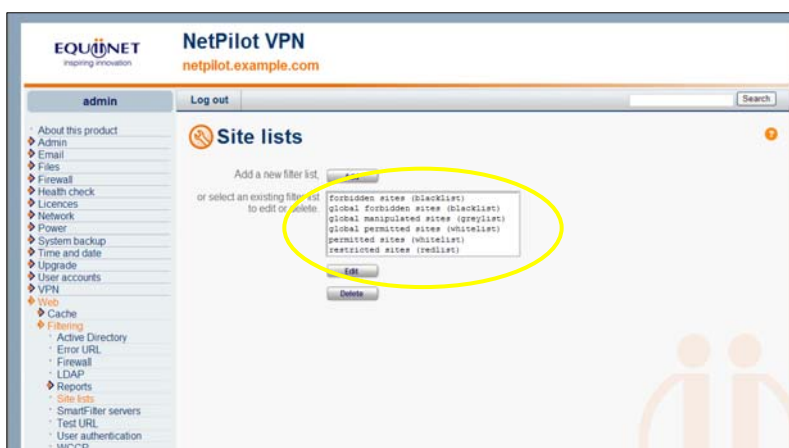 EQUIINET
inspiring innovation
NetPilot VPN
netpilot.example.com
admin
Log out
Search
About this product
Admin
Email
Files
Firewall
Health check
Licences
Network
Power
System backup
Time and date
Upgrade
User accounts
VPN
Web
Cache
Filtering
Active Directory
Error URL
Firewall
LDAP
Reports
Site lists
SmartFilter servers
Test URL
User authentication
WCCP
Site lists
?
Add a new filter list,
Add
or select an existing filter list
to edit or delete.
forbidden sites (blacklist)
global forbidden sites (blacklist)
global manipulated sites (greylist)
global permitted sites (whitelist)
permitted sites (whitelist)
restricted sites (redlist)
Edit
Delete